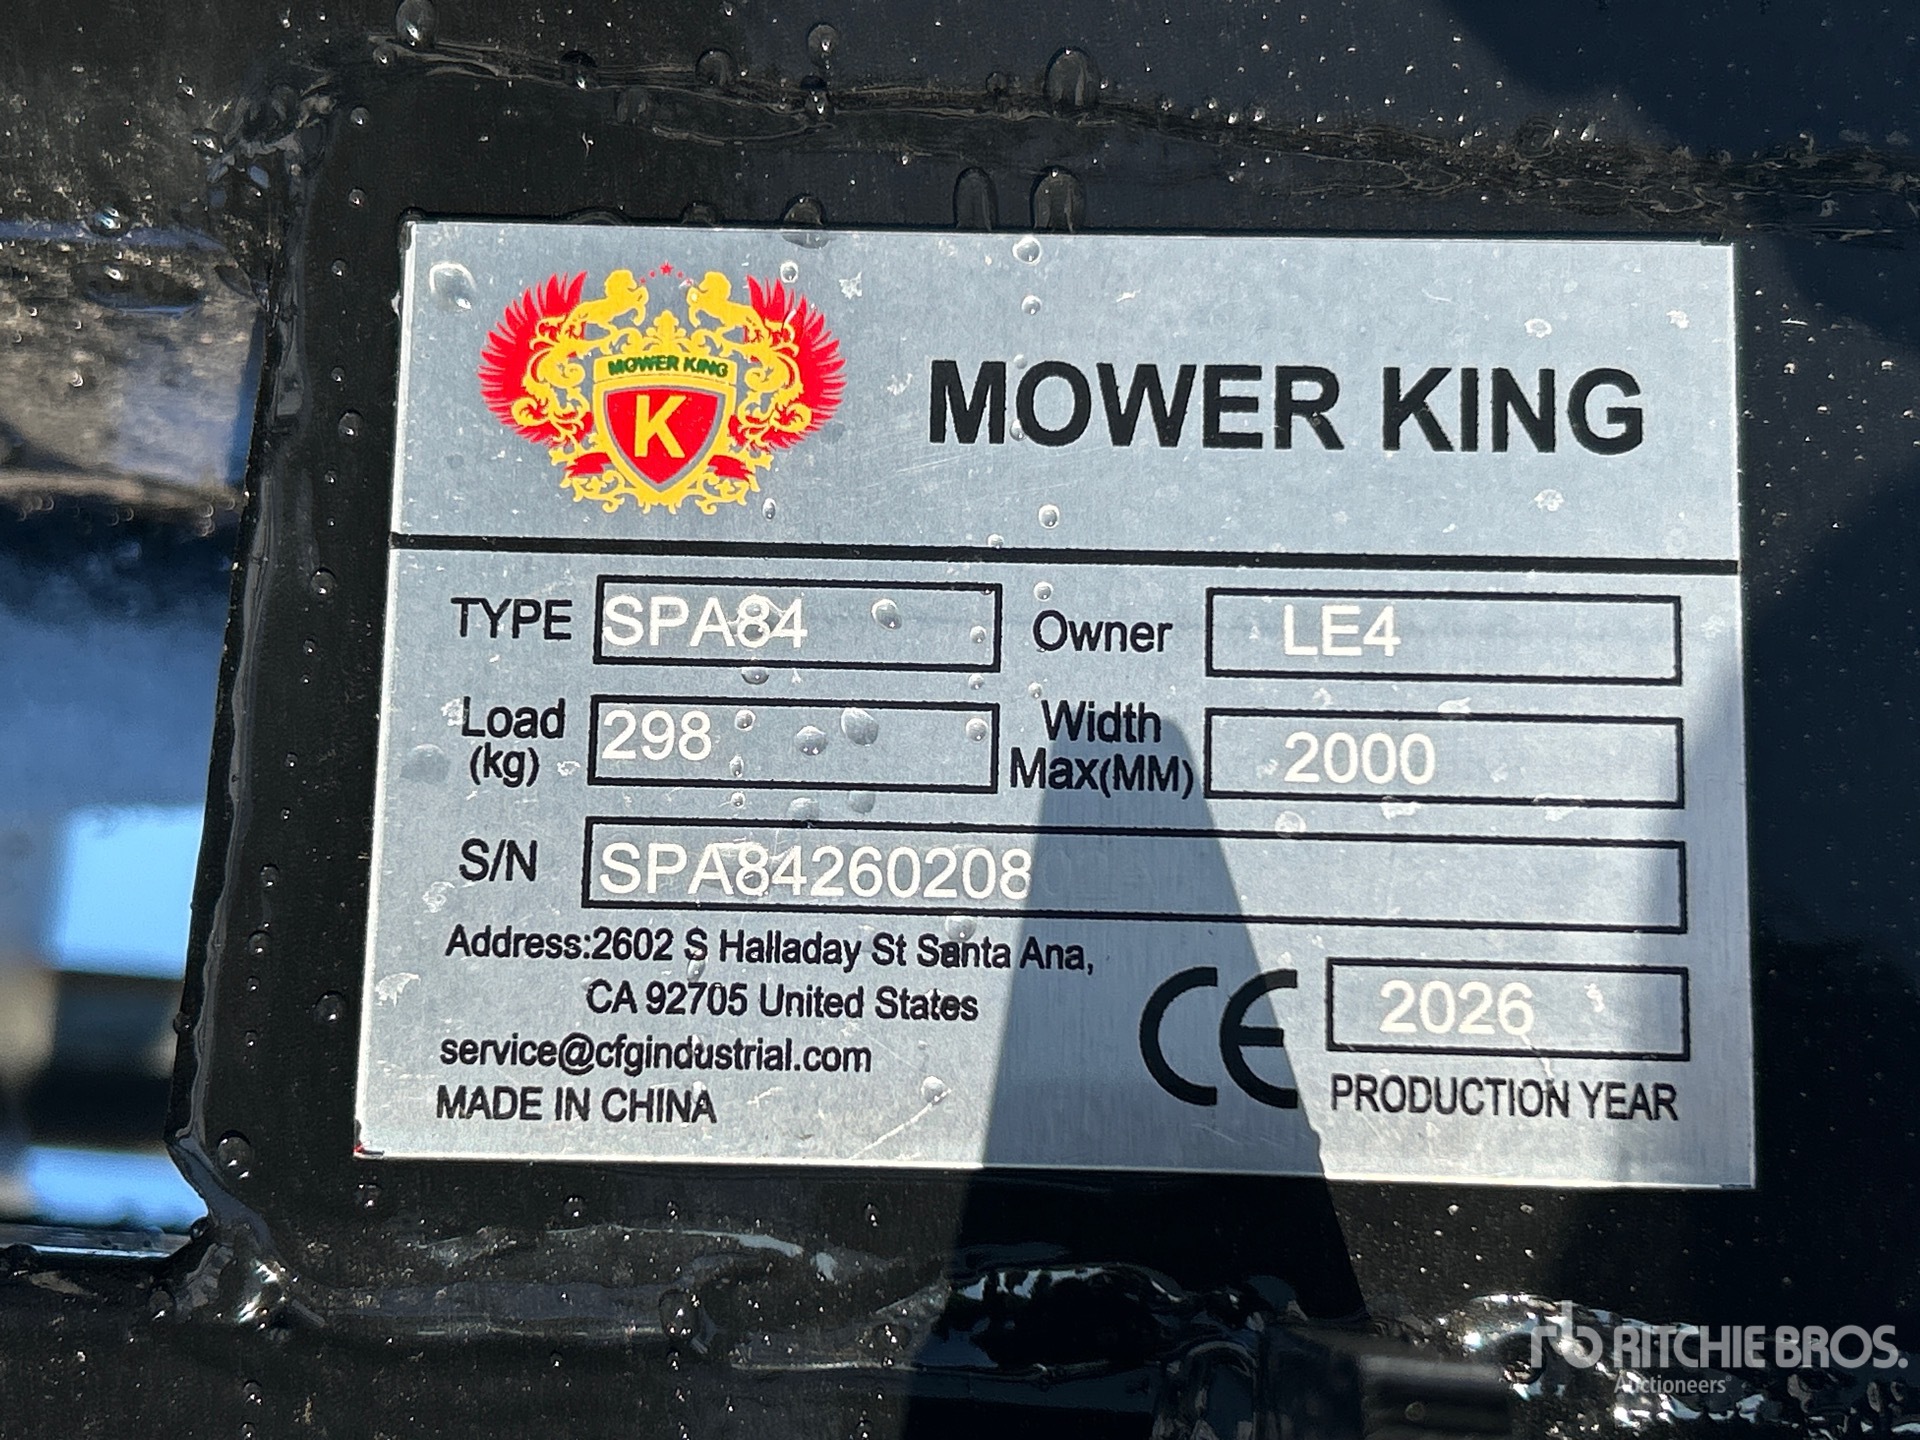 MOWER KING
K
MOWER KING
TYPE SPA84 Owner LE4
Load (kg) 298 Width Max(MM) 2000
S/N SPA84260208
Address:2602 S Halladay St Santa Ana,
CA 92705 United States
service@cfgindustrial.com
MADE IN CHINA
CE
2026
PRODUCTION YEAR
rb RITCHIE BROS.
Auctioneers